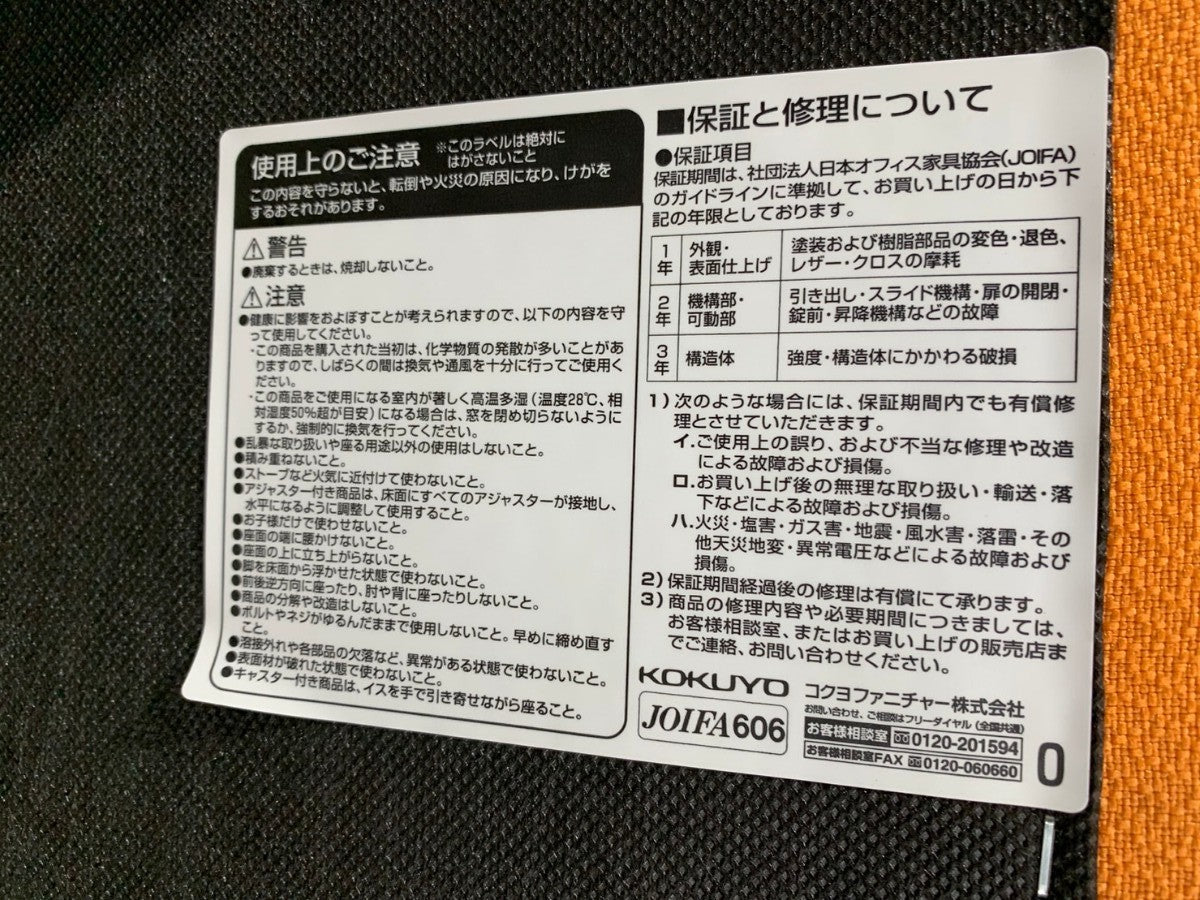 使用上のご注意 ※このラベルは絶対に
はがさないこと
この内容を守らないと、転倒や火災の原因になり、けがを
するおそれがあります。
⚠警告
●廃棄するときは、焼却しないこと。
⚠注意
●健康に影響をおよぼすことが考えられますので、以下の内容を守
って使用してください。
・この商品を購入された当初は、化学物質の発散が多いことがあ
りますので、しばらくの間は換気や通風を十分に行ってご使用く
ださい。
・この商品をご使用になる室内が著しく高温多湿(温度28℃、相
対湿度50%超が目安)になる場合は、窓を閉め切らないように
するか、強制的に換気を行ってください。
●乱暴な取り扱いや座る用途以外の使用はしないこと。
●積み重ねないこと。
●ストーブなど火気に近付けて使わないこと。
●アジャスター付き商品は、床面にすべてのアジャスターが接地し、
水平になるように調整して使用すること。
●お子様だけで使わせないこと。
●座面の端に腰かけないこと。
●座面の上に立ち上がらないこと。
●脚を床面から浮かせた状態で使わないこと。
●前後逆方向に座ったり、肘や背に座ったりしないこと。
●商品の分解や改造はしないこと。
●ボルトやネジがゆるんだままで使用しないこと。早めに締め直す
こと。
●溶接外れや各部品の欠落など、異常がある状態で使わないこと。
●表面材が破れた状態で使わないこと。
●キャスター付き商品は、イスを手で引き寄せながら座ること。
■保証と修理について
●保証項目
保証期間は、社団法人日本オフィス家具協会(JOIFA)
のガイドラインに準拠して、お買い上げの日から下
記の年限としております。
1年 外観・表面仕上げ 塗装および樹脂部品の変色・退色、
レザー・クロスの摩耗
2年 機構部・可動部 引き出し・スライド機構・扉の開閉・
錠前・昇降機構などの故障
3年 構造体 強度・構造体にかかわる破損
1)次のような場合には、保証期間内でも有償修
理とさせていただきます。
イ.ご使用上の誤り、および不当な修理や改造
による故障および損傷。
ロ.お買い上げ後の無理な取り扱い・輸送・落
下などによる故障および損傷。
ハ.火災・塩害・ガス害・地震・風水害・落雷・その
他天災地変・異常電圧などによる故障および
損傷。
2)保証期間経過後の修理は有償にて承ります。
3)商品の修理内容や必要期間につきましては、
お客様相談室、またはお買い上げの販売店ま
でご連絡、お問い合わせください。
KOKUYO コクヨファニチャー株式会社
お問い合わせ、ご相談はフリーダイヤル(全国共通)
JOIFA606
お客様相談室 0120-201594
お客様相談室FAX 0120-060660
0